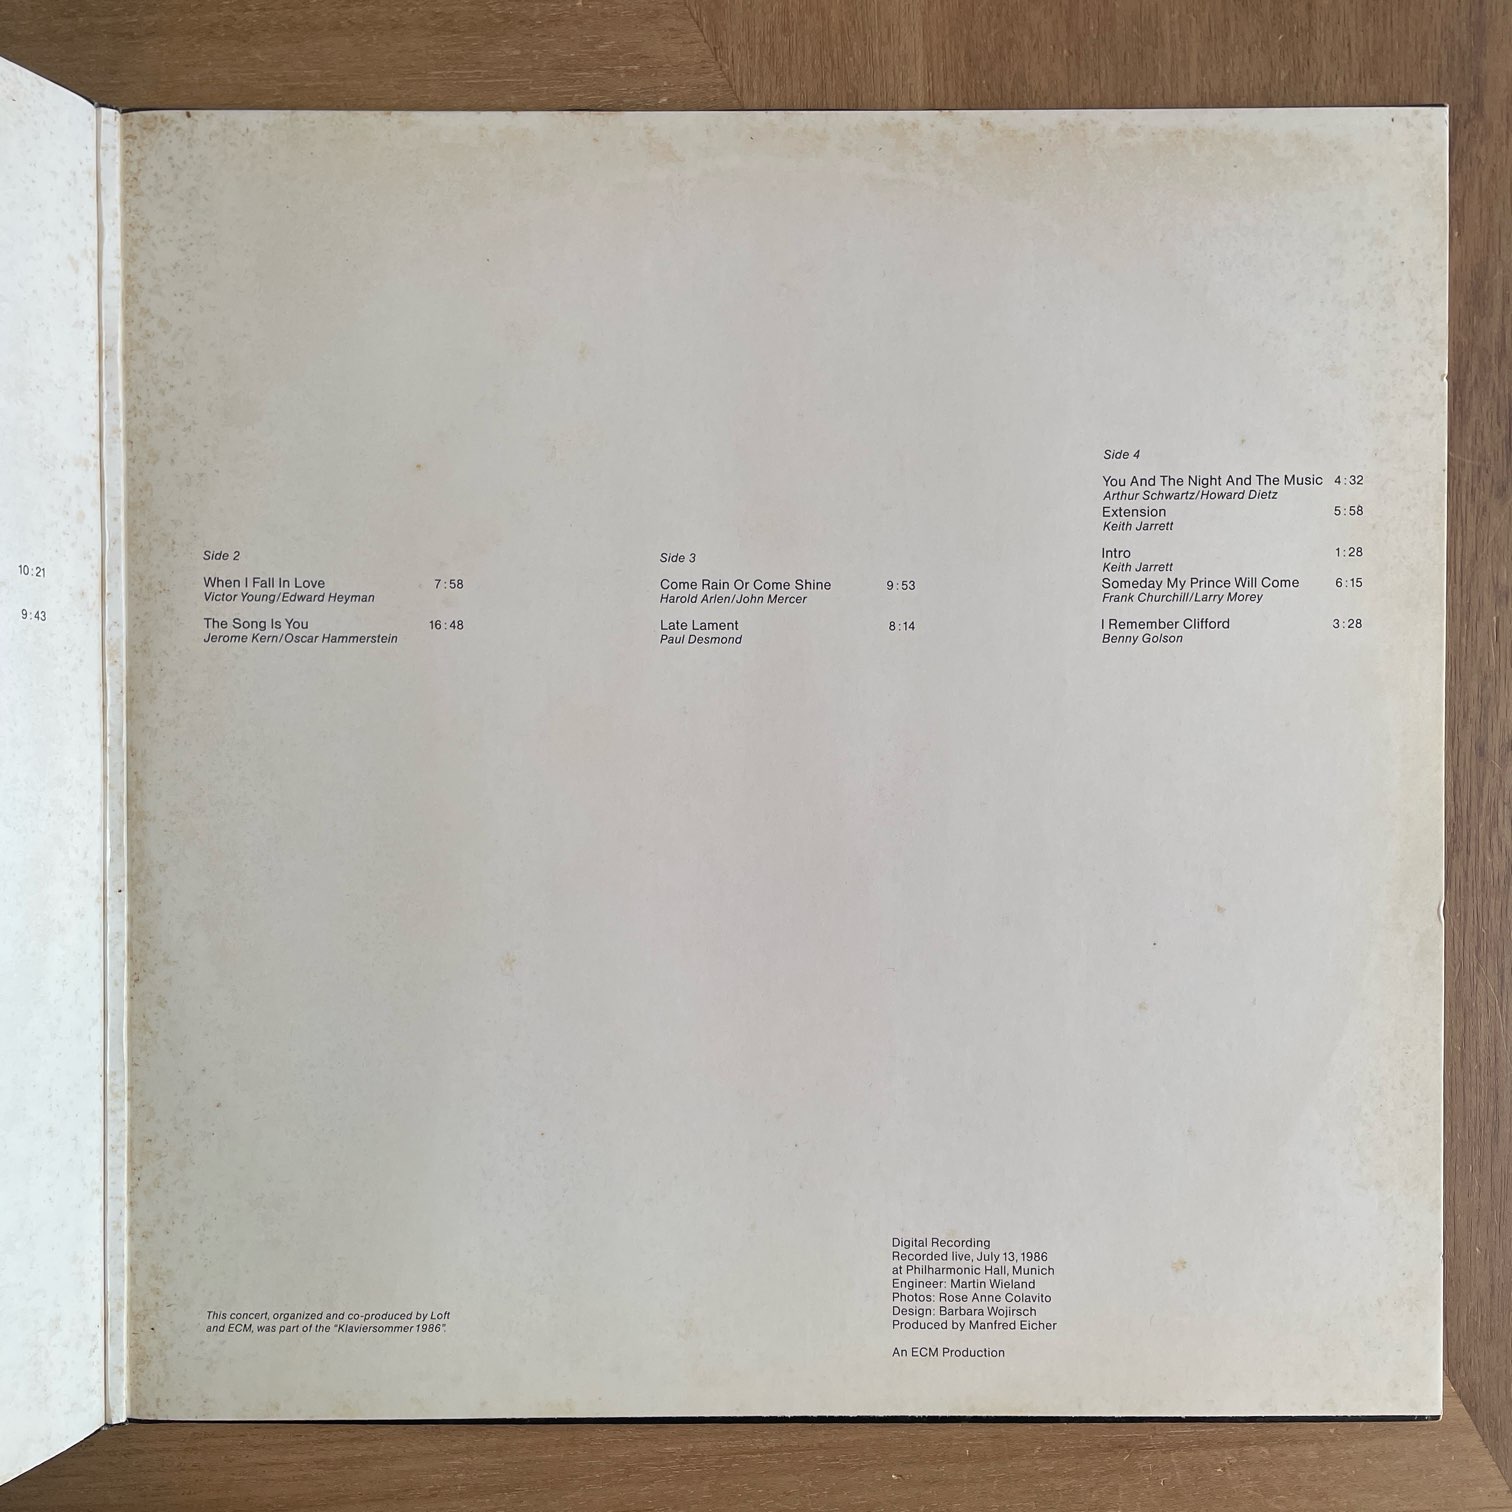 10:21
9:43
Side 2
When I Fall In Love 7:58
Victor Young/Edward Heyman
The Song Is You 16:48
Jerome Kern/Oscar Hammerstein
Side 3
Come Rain Or Come Shine 9:53
Harold Arlen/John Mercer
Late Lament 8:14
Paul Desmond
Side 4
You And The Night And The Music 4:32
Arthur Schwartz/Howard Dietz
Extension 5:58
Keith Jarrett
Intro 1:28
Keith Jarrett
Someday My Prince Will Come 6:15
Frank Churchill/Larry Morey
I Remember Clifford 3:28
Benny Golson
This concert, organized and co-produced by Loft
and ECM, was part of the "Klaviersommer 1986".
Digital Recording
Recorded live, July 13, 1986
at Philharmonic Hall, Munich
Engineer: Martin Wieland
Photos: Rose Anne Colavito
Design: Barbara Wojirsch
Produced by Manfred Eicher
An ECM Production